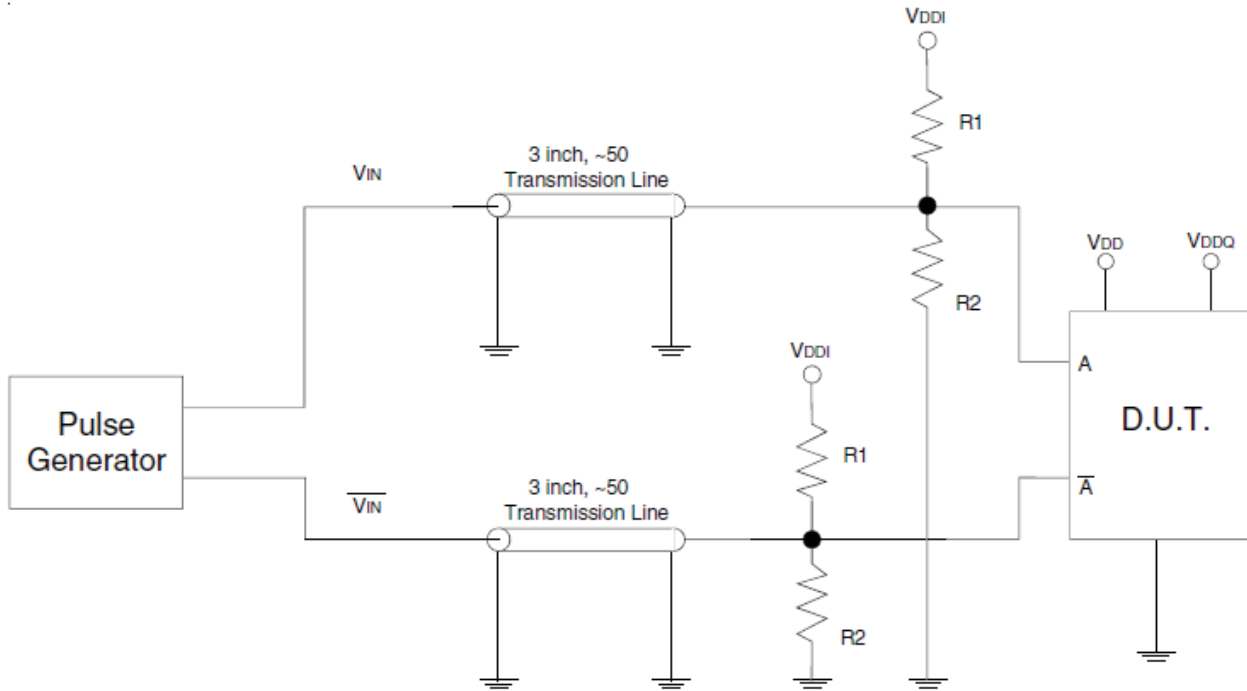 VDDI
R1
3 inch, ~50
Transmission Line
VIN
R2
VDD
VDDQ
VDDI
A
D.U.T.
Pulse
Generator
R1
A
3 inch, ~50
Transmission Line
VIN
R2